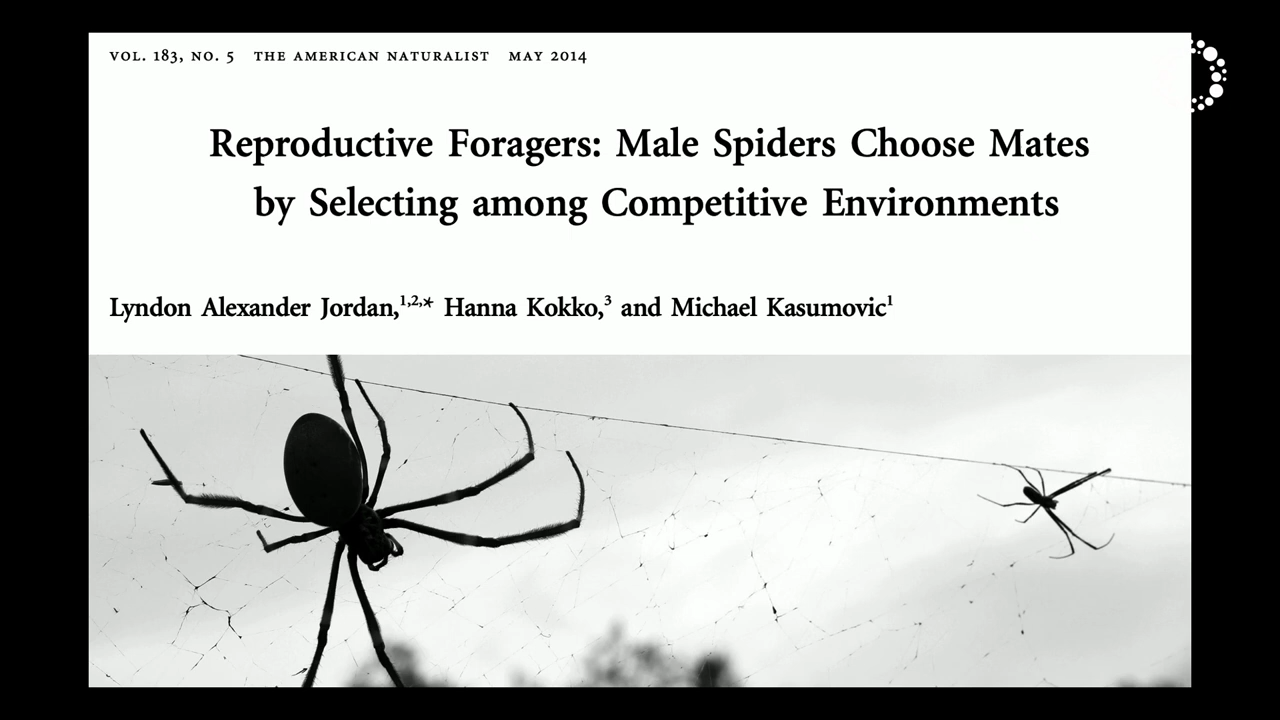 VOL. 183, NO. 5 THE AMERICAN NATURALIST MAY 2014
Reproductive Foragers: Male Spiders Choose Mates
by Selecting among Competitive Environments
Lyndon Alexander Jordan,1,2,* Hanna Kokko,3 and Michael Kasumovic1